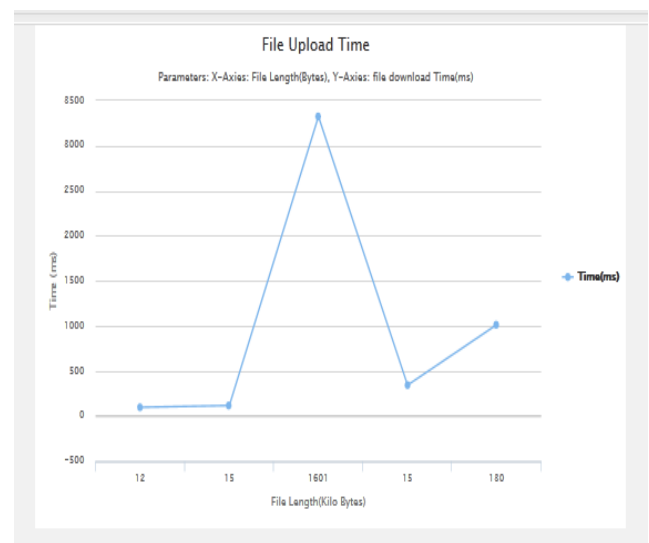 File Upload Time
Parameters: X-Axies: File Length(Bytes), Y-Axies: file download Time(ms)
8500
8000
2500
2000
1500
1000
500
0
-500
Time (ms)
12 15 1601 15 180
File Length(Kilo Bytes)
Time(ms)